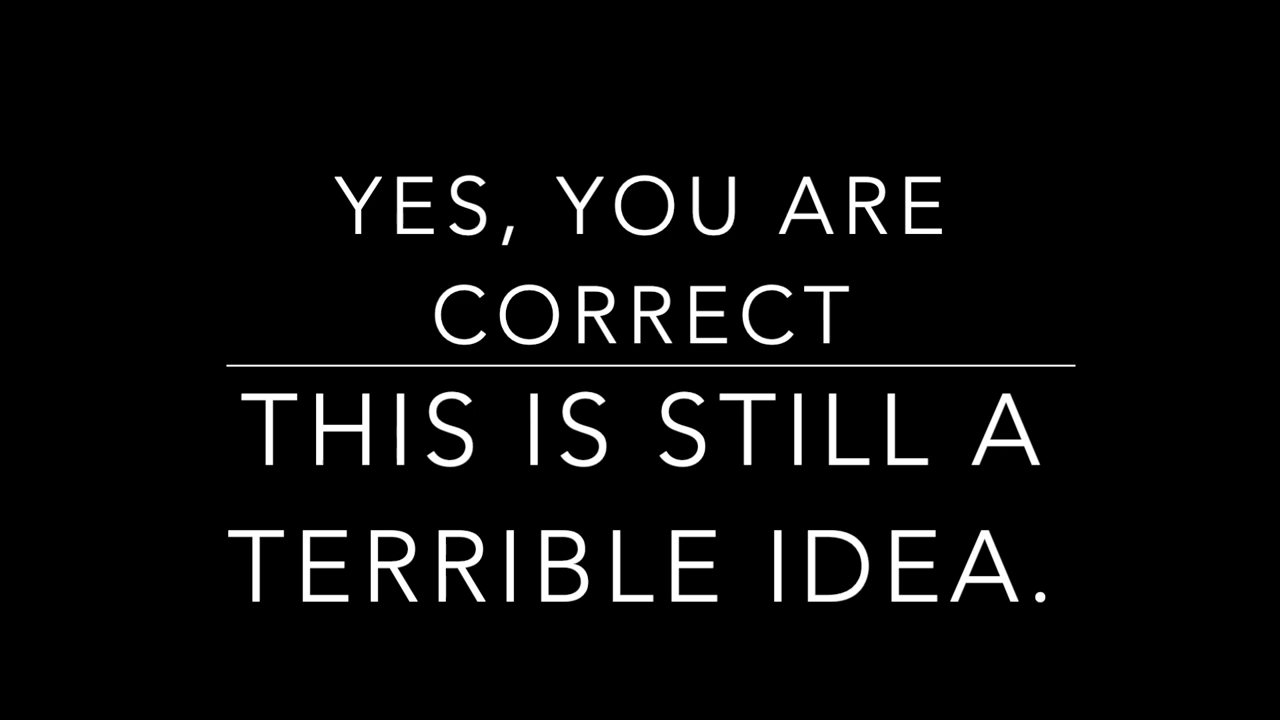 YES, YOU ARE
CORRECT
THIS IS STILL A
TERRIBLE IDEA.